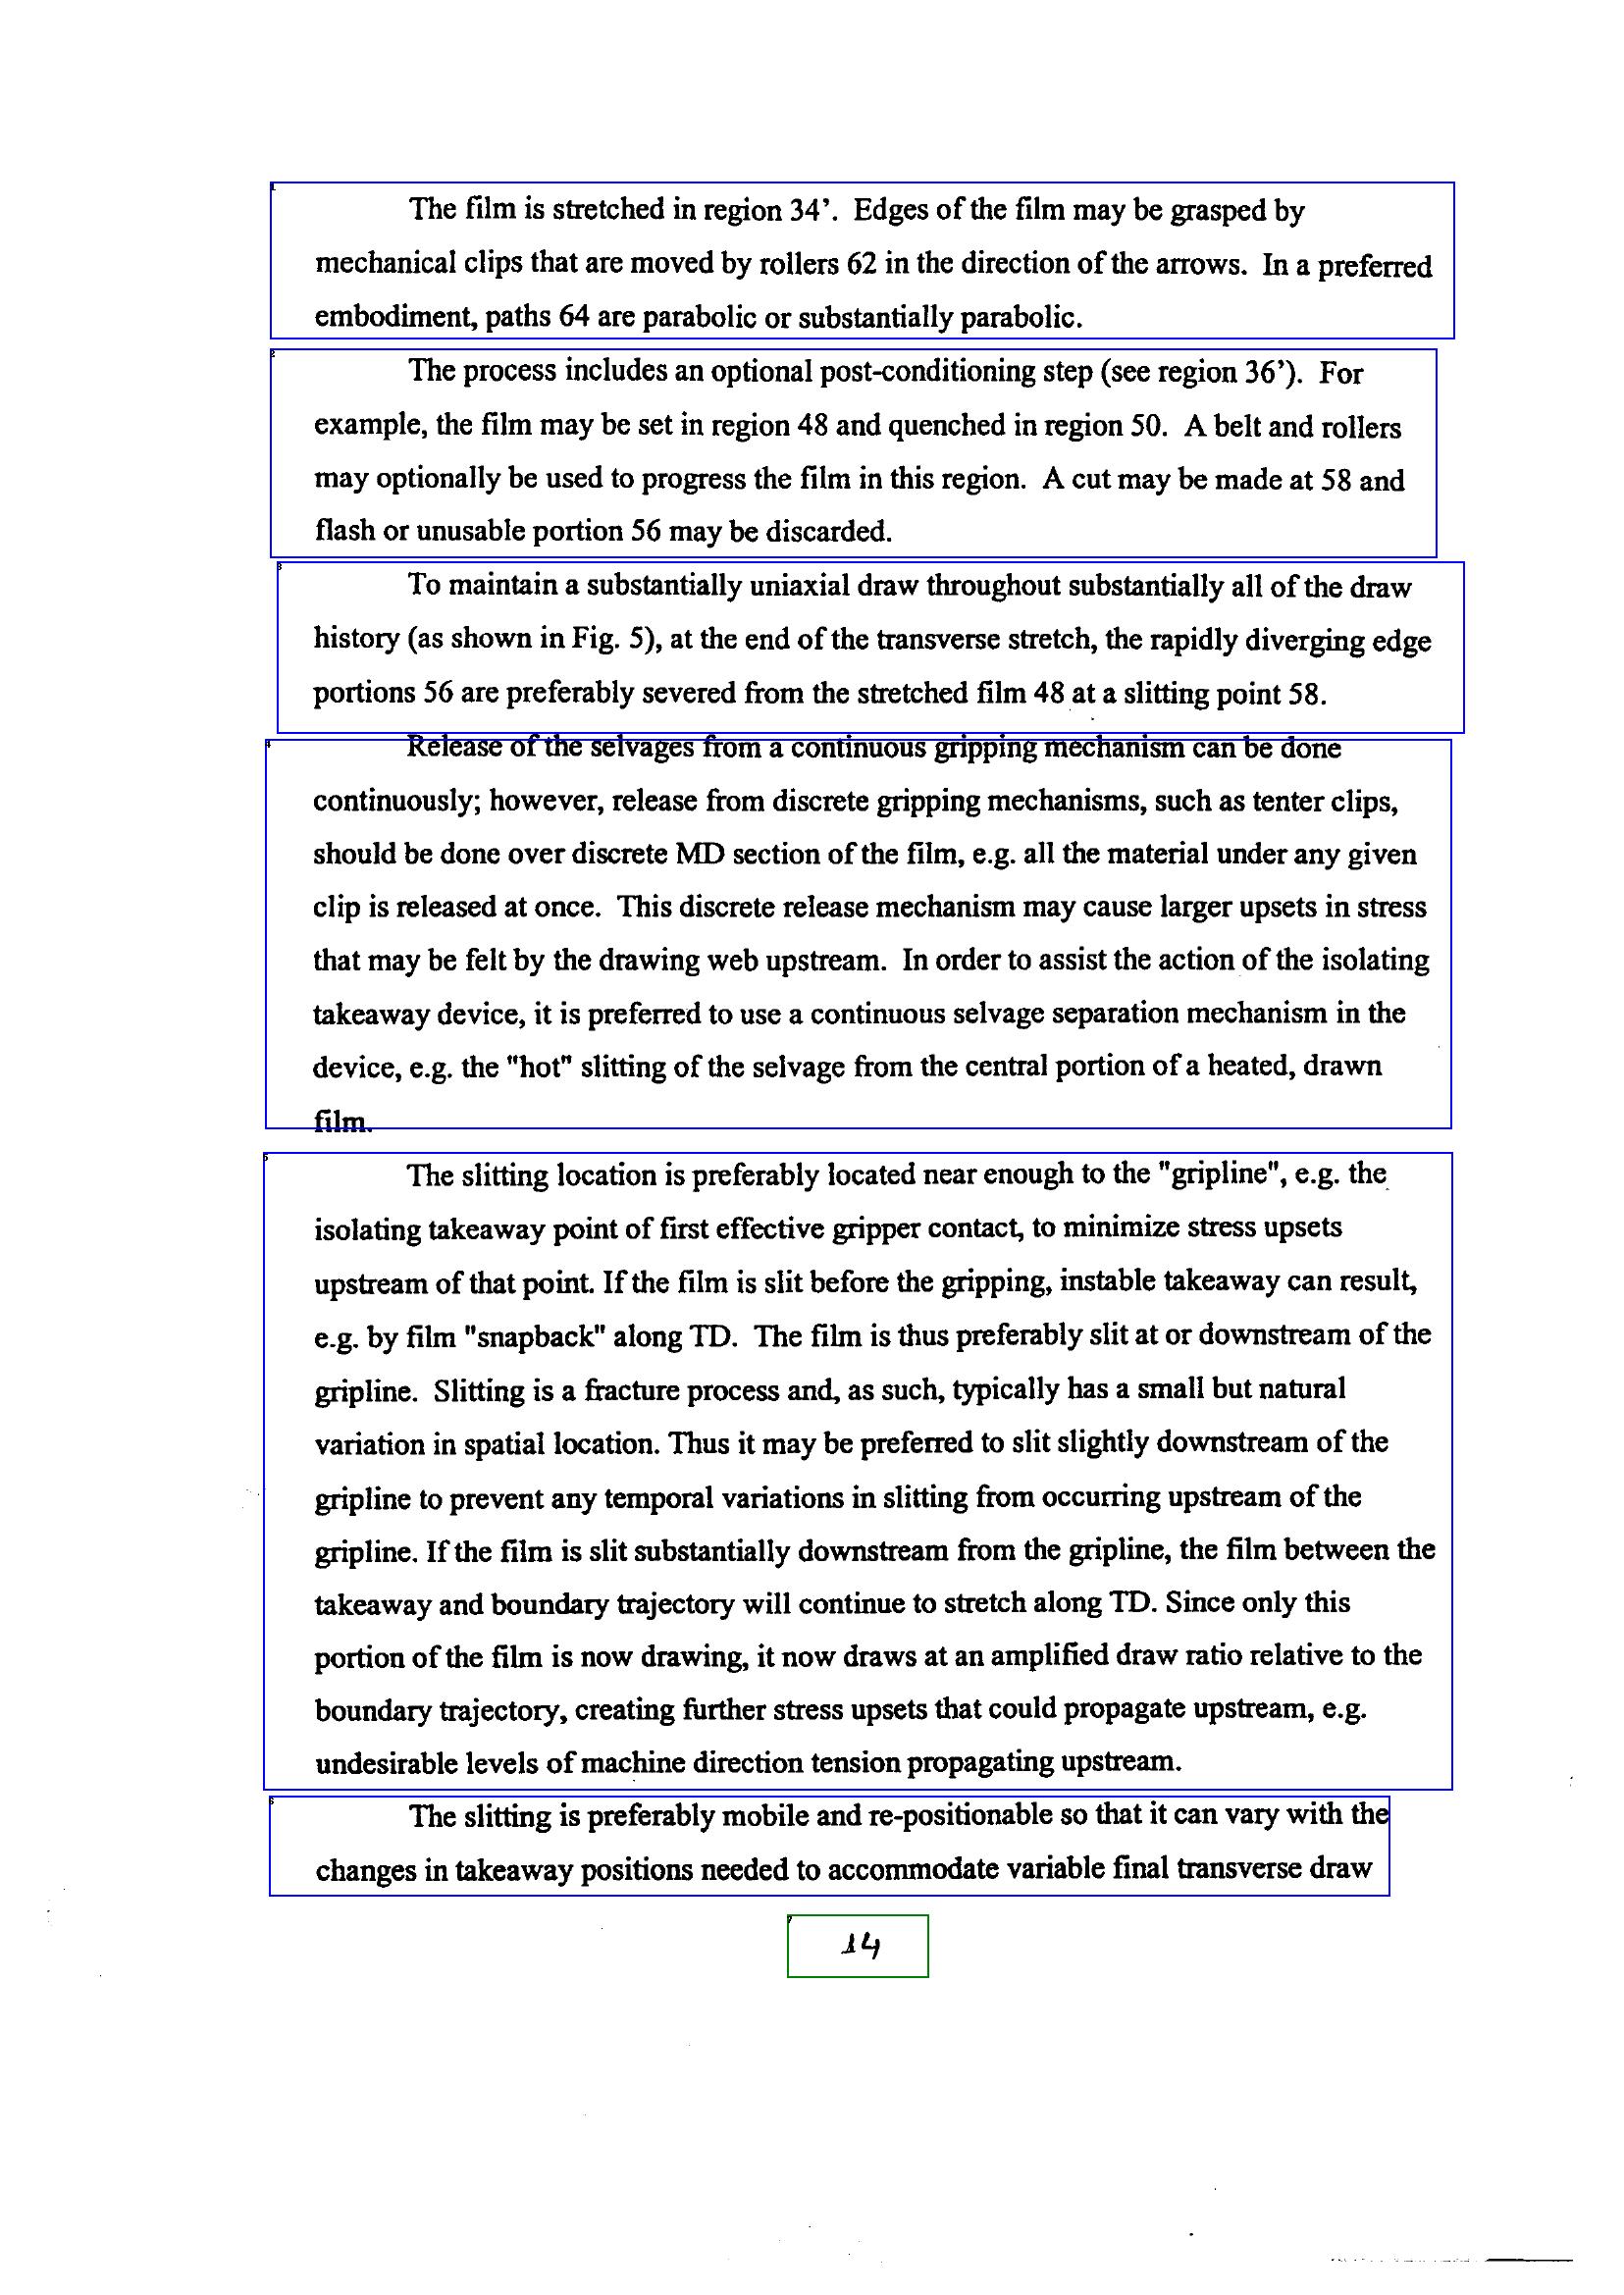 The film is stretched in region 34’.  Edges of the film may be grasped by
mechanical clips that are moved by rollers 62 in the direction of the arrows.  In a preferred
embodiment, paths 64 are parabolic or substantially parabolic.
The process includes an optional post-conditioning step (see region 36’).  For
example, the film may be set in region 48 and quenched in region 50.  A belt and rollers
may optionally be used to progress the film in this region.  A cut may be made at 58 and
flash or unusable portion 56 may be discarded.
To maintain a substantially uniaxial draw throughout substantially all of the draw
history (as shown in Fig. 5), at the end of the transverse stretch, the rapidly diverging edge
portions 56 are preferably severed from the stretched film 48 at a slitting point 58.
Release of the selvages from a continuous gripping mechanism can be done
continuously; however, release from discrete gripping mechanisms, such as tenter clips,
should be done over discrete MD section of the film, e.g. all the material under any given
clip is released at once.  This discrete release mechanism may cause larger upsets in stress
that may be felt by the drawing web upstream.  In order to assist the action of the isolating
takeaway device, it is preferred to use a continuous selvage separation mechanism in the
device, e.g. the "hot" slitting of the selvage from the central portion of a heated, drawn
film.
The slitting location is preferably located near enough to the "gripline", e.g. the
isolating takeaway point of first effective gripper contact, to minimize stress upsets
upstream of that point. If the film is slit before the gripping, instable takeaway can result,
e.g. by film "snapback" along TD.  The film is thus preferably slit at or downstream of the
gripline.  Slitting is a fracture process and, as such, typically has a small but natural
variation in spatial location. Thus it may be preferred to slit slightly downstream of the
gripline to prevent any temporal variations in slitting from occurring upstream of the
gripline. If the film is slit substantially downstream from the gripline, the film between the
takeaway and boundary trajectory will continue to stretch along TD. Since only this
portion of the film is now drawing, it now draws at an amplified draw ratio relative to the
boundary trajectory, creating further stress upsets that could propagate upstream, e.g.
undesirable levels of machine direction tension propagating upstream.
The slitting is preferably mobile and re-positionable so that it can vary with the
changes in takeaway positions needed to accommodate variable final transverse draw
14